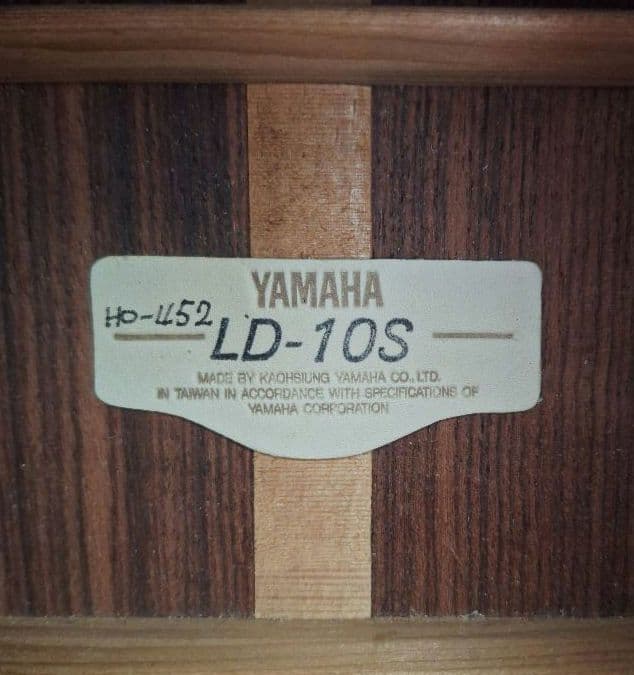 YAMAHA
HO-452
LD-10S
MADE BY KAOHSIUNG YAMAHA CO., LTD.
IN TAIWAN IN ACCORDANCE WITH SPECIFICATIONS OF
YAMAHA CORPORATION